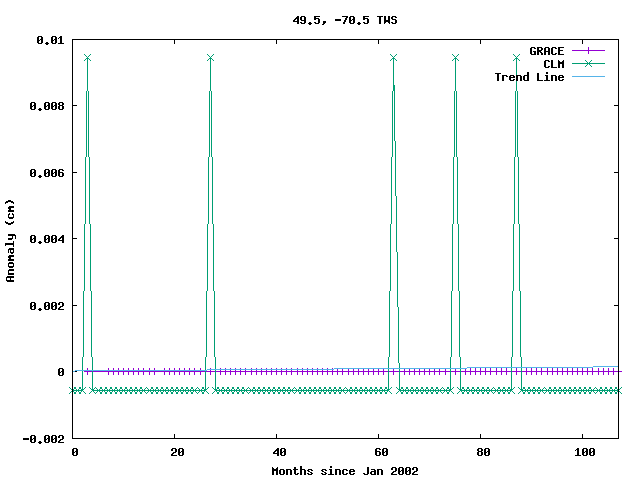 49.5, -70.5 TWS
GRACE
CLM
Trend Line
0.01
0.008
0.006
0.004
0.002
0
-0.002
Anomaly (cm)
0 20 40 60 80 100
Months since Jan 2002